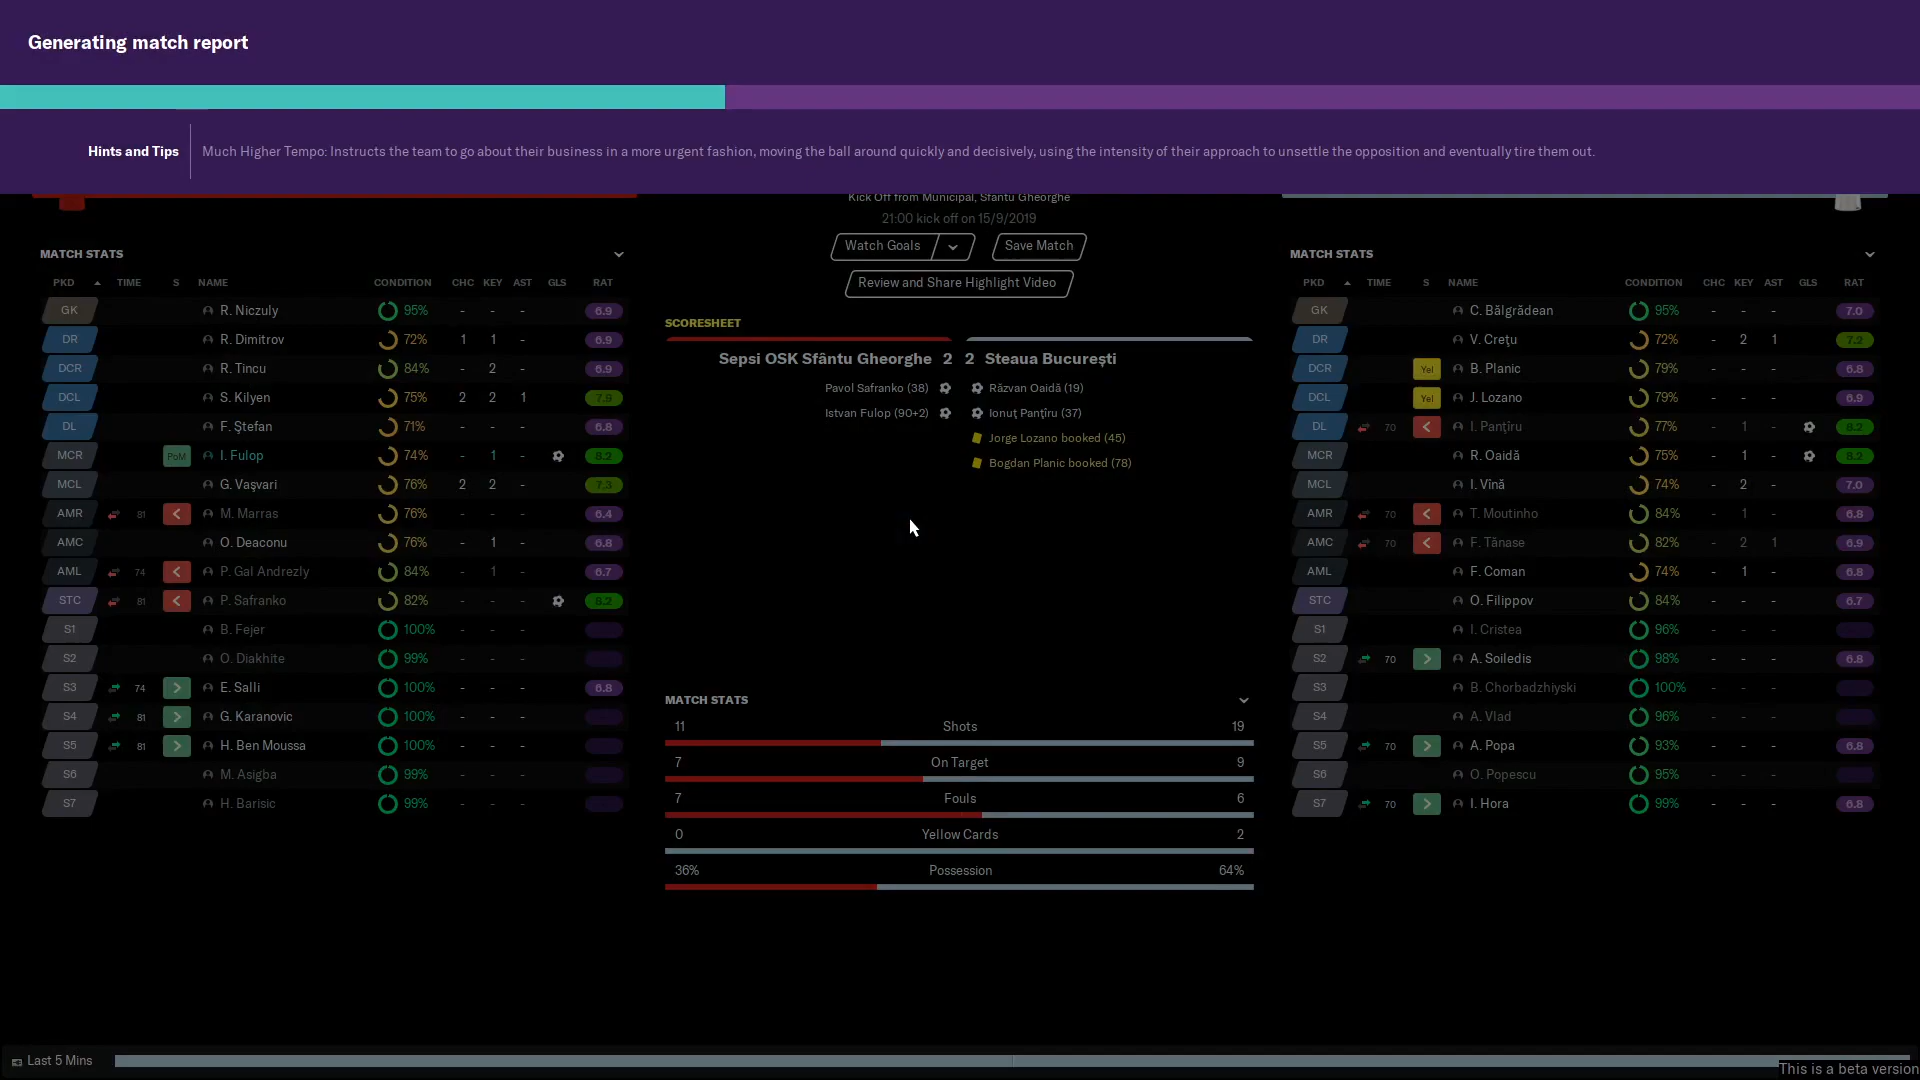 Generating match report
Hints and Tips
Much Higher Tempo: Instructs the team to go about their business in a more urgent fashion, moving the ball around quickly and decisively, using the intensity of their approach to unsettle the opposition and eventually tire them out.
Kick Off from Municipal, Sfântu Gheorghe
21:00 kick off on 15/9/2019
Watch Goals
Save Match
Review and Share Highlight Video
MATCH STATS
PKD TIME S NAME CONDITION CHC KEY AST GLS RAT
GK R. Niczuly 95% - - - 6.9
DR R. Dimitrov 72% 1 1 - 6.9
DCR R. Tincu 84% - 2 - 6.9
DCL S. Kilyen 75% 2 2 1 7.9
DL F. Ştefan 71% - - - 6.8
MCR PoM I. Fulop 74% - 1 - 8.2
MCL G. Vaşvari 76% 2 2 - 7.3
AMR 81 < M. Marras 76% - - - 6.4
AMC O. Deaconu 76% - 1 - 6.8
AML 74 < P. Gal Andrezly 84% - 1 - 6.7
STC 81 < P. Safranko 82% - - - 8.2
S1 B. Fejer 100% - - -
S2 O. Diakhite 99% - - -
S3 74 > E. Salli 100% - - - 6.8
S4 81 > G. Karanovic 100% - - -
S5 81 > H. Ben Moussa 100% - - -
S6 M. Asigba 99% - - -
S7 H. Barisic 99% - - -
SCORESHEET
Sepsi OSK Sfântu Gheorghe 2 2 Steaua Bucureşti
Pavol Safranko (38) Răzvan Oaidă (19)
Istvan Fulop (90+2) Ionuţ Panţîru (37)
Jorge Lozano booked (45)
Bogdan Planic booked (78)
MATCH STATS
11 Shots 19
7 On Target 9
7 Fouls 6
0 Yellow Cards 2
36% Possession 64%
MATCH STATS
PKD TIME S NAME CONDITION CHC KEY AST GLS RAT
GK C. Bălgrădean 95% - - - 7.0
DR V. Creţu 72% - 2 1 7.2
DCR Yel B. Planic 79% - - - 6.8
DCL Yel J. Lozano 79% - - - 6.9
DL 70 < I. Panţîru 77% - 1 - 8.2
MCR R. Oaidă 75% - 1 - 8.2
MCL I. Vînă 74% - 2 - 7.0
AMR 70 < T. Moutinho 84% - 1 - 6.8
AMC 70 < F. Tănase 82% - 2 1 6.9
AML F. Coman 74% - 1 - 6.8
STC O. Filippov 84% - - - 6.7
S1 I. Cristea 96% - - -
S2 70 > A. Soiledis 98% - - - 6.8
S3 B. Chorbadzhiyski 100% - - -
S4 A. Vlad 96% - - -
S5 70 > A. Popa 93% - - - 6.8
S6 O. Popescu 95% - - -
S7 70 > I. Hora 99% - - - 6.8
Last 5 Mins
This is a beta version